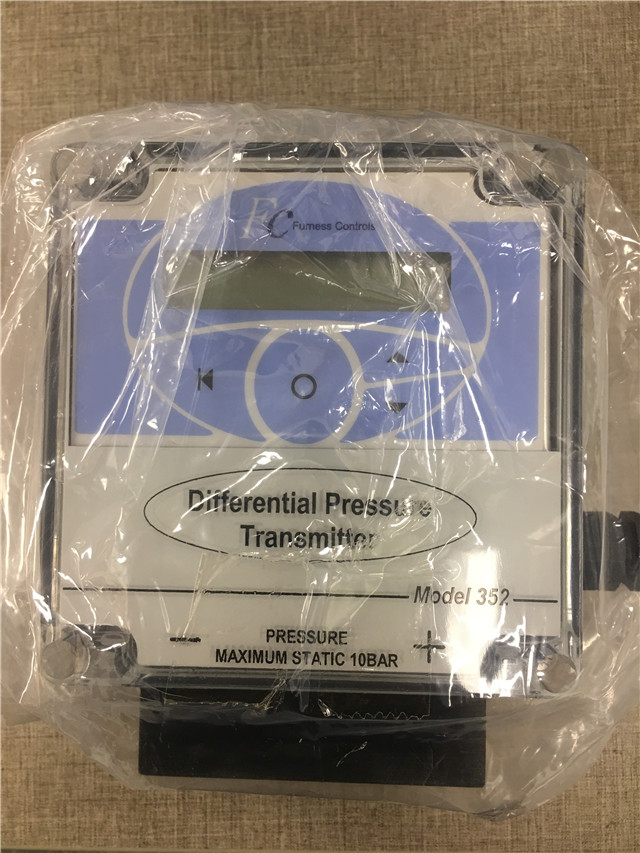 FC Furness Controls
Differential Pressure
Transmitter
Model 352
- PRESSURE +
MAXIMUM STATIC 10BAR